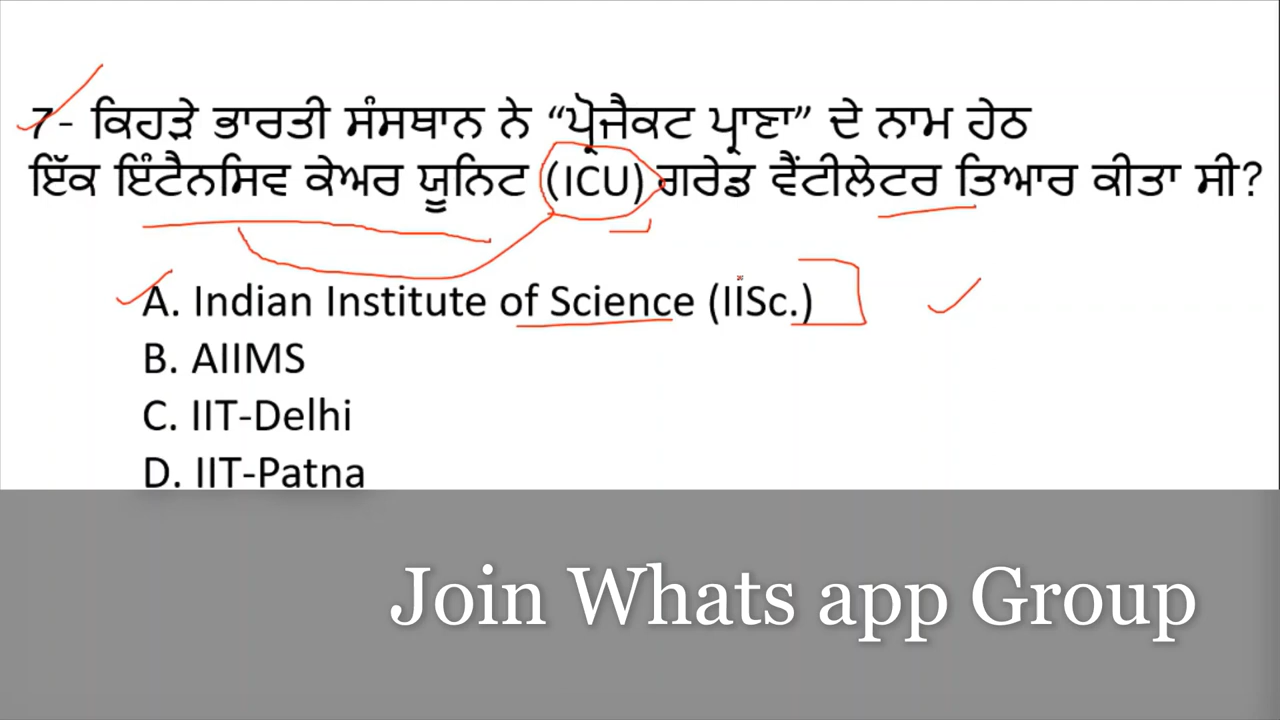 7- ਕਿਹੜੇ ਭਾਰਤੀ ਸੰਸਥਾਨ ਨੇ “ਪ੍ਰੋਜੈਕਟ ਪ੍ਰਾਣਾ” ਦੇ ਨਾਮ ਹੇਠ
ਇੱਕ ਇੰਟੈਨਸਿਵ ਕੇਅਰ ਯੂਨਿਟ (ICU) ਗਰੇਡ ਵੈਂਟੀਲੇਟਰ ਤਿਆਰ ਕੀਤਾ ਸੀ?
A. Indian Institute of Science (IISc.)
B. AIIMS
C. IIT-Delhi
D. IIT-Patna
Join Whats app Group